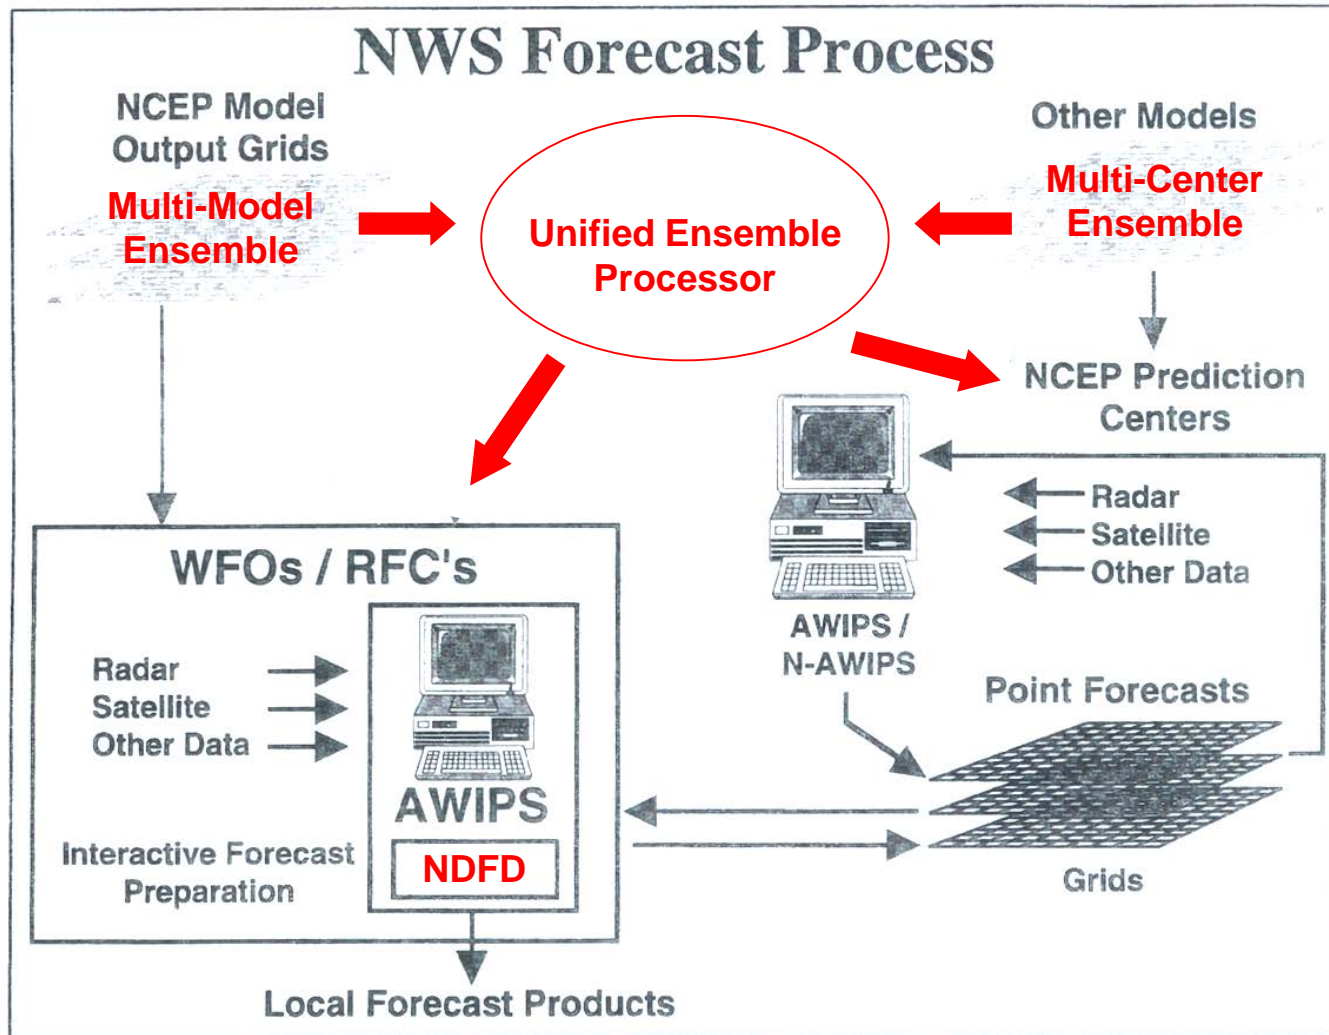 NWS Forecast Process
NCEP Model
Output Grids
Multi-Model
Ensemble
Unified Ensemble
Processor
Other Models
Multi-Center
Ensemble
NCEP Prediction
Centers
Radar
Satellite
Other Data
AWIPS /
N-AWIPS
Point Forecasts
Grids
WFOs / RFC's
Radar
Satellite
Other Data
AWIPS
NDFD
Interactive Forecast
Preparation
Local Forecast Products